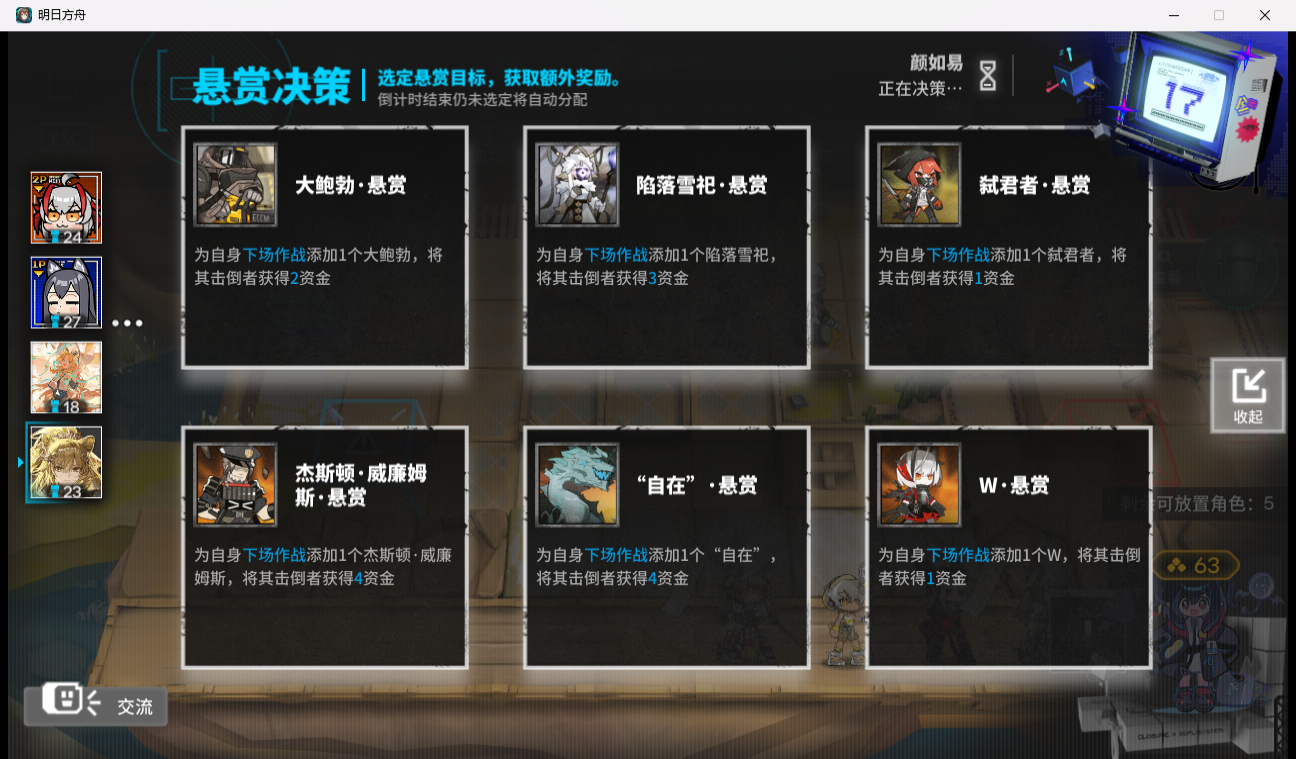 明日方舟
悬赏决策
选定悬赏目标，获取额外奖励。
倒计时结束仍未选定将自动分配
颜如易
正在决策…
17
2P
24
1P
27
18
23
大鲍勃·悬赏
为自身下场作战添加1个大鲍勃，将
其击倒者获得2资金
陷落雪祀·悬赏
为自身下场作战添加1个陷落雪祀，
将其击倒者获得3资金
弑君者·悬赏
为自身下场作战添加1个弑君者，将
其击倒者获得1资金
收起
杰斯顿·威廉姆
斯·悬赏
为自身下场作战添加1个杰斯顿·威廉
姆斯，将其击倒者获得4资金
“自在”·悬赏
为自身下场作战添加1个“自在”，
将其击倒者获得4资金
W·悬赏
为自身下场作战添加1个W，将其击倒
者获得1资金
剩余可放置角色：5
63
交流